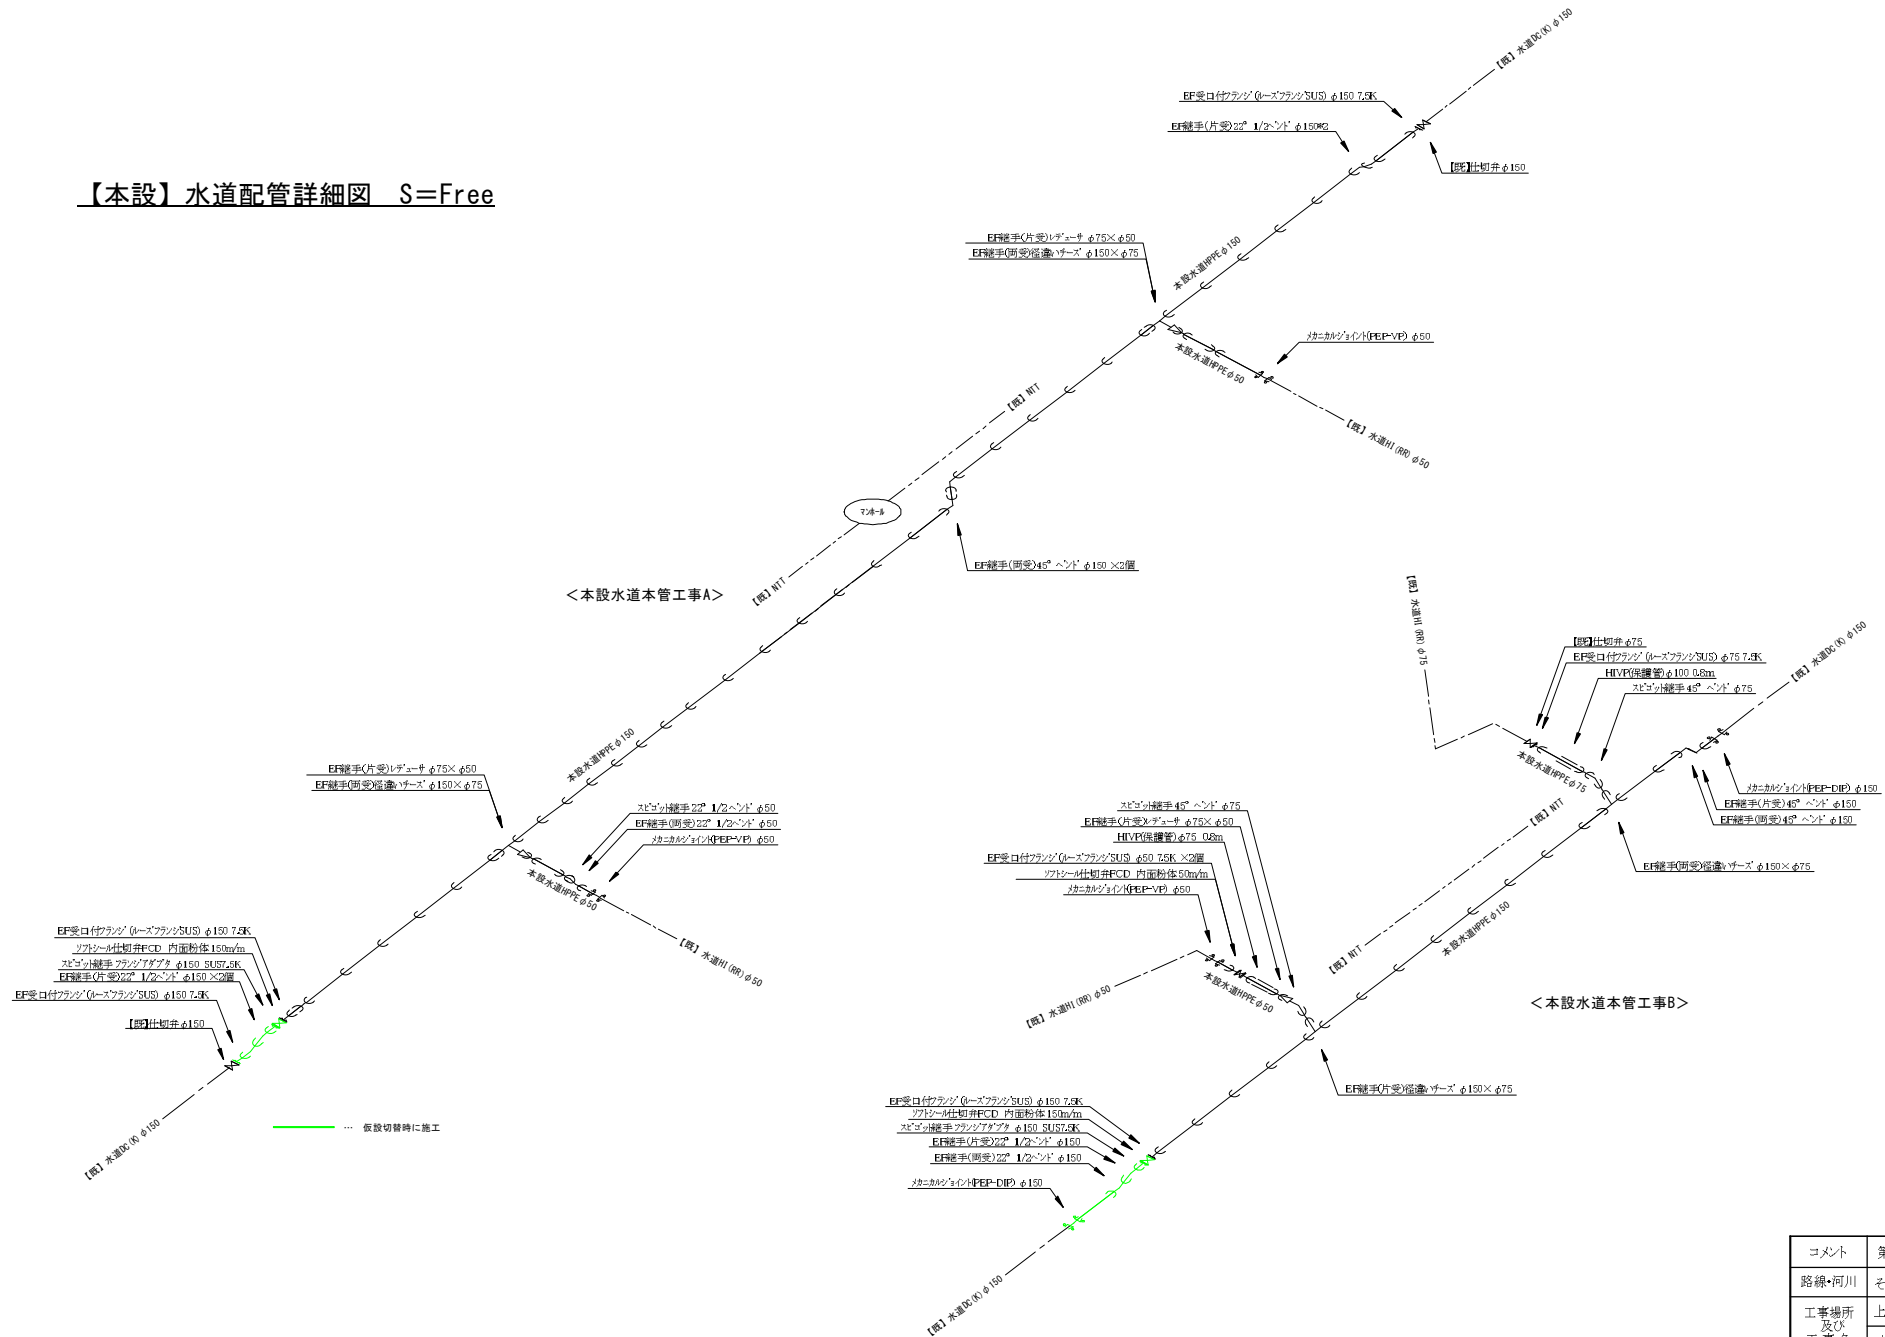 【本設】水道配管詳細図 S=Free
【既】水道DC(K)φ150
EF受口付フランジ(ルーズフランジSUS) φ150 7.5K
EF継手(片受)22° 1/2ベンド φ150*2
【既】仕切弁φ150
EF継手(片受)レデューサ φ75×φ50
EF継手(両受)径違いチーズ φ150×φ75
本設水道HPPEφ150
メカニカルジョイント(PEP-VP) φ50
本設水道HPPEφ50
【既】水道HI(RR)φ50
【既】NTT
マンホール
【既】NTT
EF継手(両受)45° ベンド φ150 ×2個
<本設水道本管工事A>
本設水道HPPEφ150
EF継手(片受)レデューサ φ75×φ50
EF継手(両受)径違いチーズ φ150×φ75
スピゴット継手22° 1/2ベンド φ50
EF継手(両受)22° 1/2ベンド φ50
メカニカルジョイント(PEP-VP) φ50
本設水道HPPEφ50
【既】水道HI(RR)φ50
EF受口付フランジ(ルーズフランジSUS) φ150 7.5K
ソフトシール仕切弁FCD 内面粉体150m/m
スピゴット継手フランジアダプタ φ150 SUS7.5K
EF継手(片受)22° 1/2ベンド φ150 ×2個
EF受口付フランジ(ルーズフランジSUS) φ150 7.5K
【既】仕切弁φ150
【既】水道DC(K)φ150
… 仮設切替時に施工
【既】水道HI(RR)φ75
【既】仕切弁φ75
EF受口付フランジ(ルーズフランジSUS) φ75 7.5K
HIVP(保護管)φ100 0.8m
スピゴット継手45° ベンド φ75
【既】水道DC(K)φ150
本設水道HPPEφ75
メカニカルジョイント(PEP-DIP) φ150
EF継手(片受)45° ベンド φ150
EF継手(両受)45° ベンド φ150
【既】NTT
EF継手(両受)径違いチーズ φ150×φ75
スピゴット継手45° ベンド φ75
EF継手(片受)レデューサ φ75×φ50
HIVP(保護管)φ75 0.8m
EF受口付フランジ(ルーズフランジSUS) φ50 7.5K ×2個
ソフトシール仕切弁FCD 内面粉体50m/m
メカニカルジョイント(PEP-VP) φ50
本設水道HPPEφ150
【既】NTT
本設水道HPPEφ50
【既】水道HI(RR)φ50
<本設水道本管工事B>
EF継手(片受)径違いチーズ φ150×φ75
EF受口付フランジ(ルーズフランジSUS) φ150 7.5K
ソフトシール仕切弁FCD 内面粉体150m/m
スピゴット継手フランジアダプタ φ150 SUS7.5K
EF継手(片受)22° 1/2ベンド φ150
EF継手(両受)22° 1/2ベンド φ150
メカニカルジョイント(PEP-DIP) φ150
【既】水道DC(K)φ150
コメント
路線・河川 そ
工事場所 上
及び